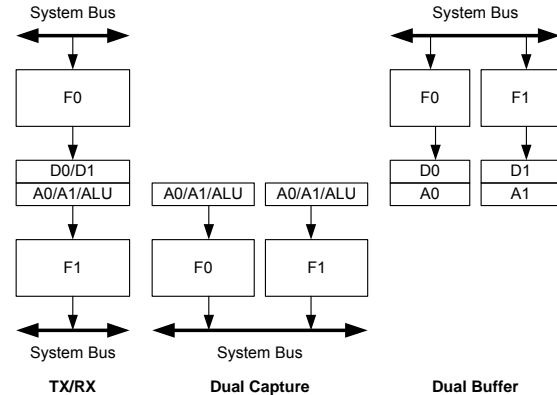 System Bus
System Bus
F0
F0
F1
D0/D1
D0
D1
A0/A1/ALU
A0/A1/ALU
A0/A1/ALU
A0
A1
F1
F0
F1
System Bus
System Bus
TX/RX
Dual Capture
Dual Buffer